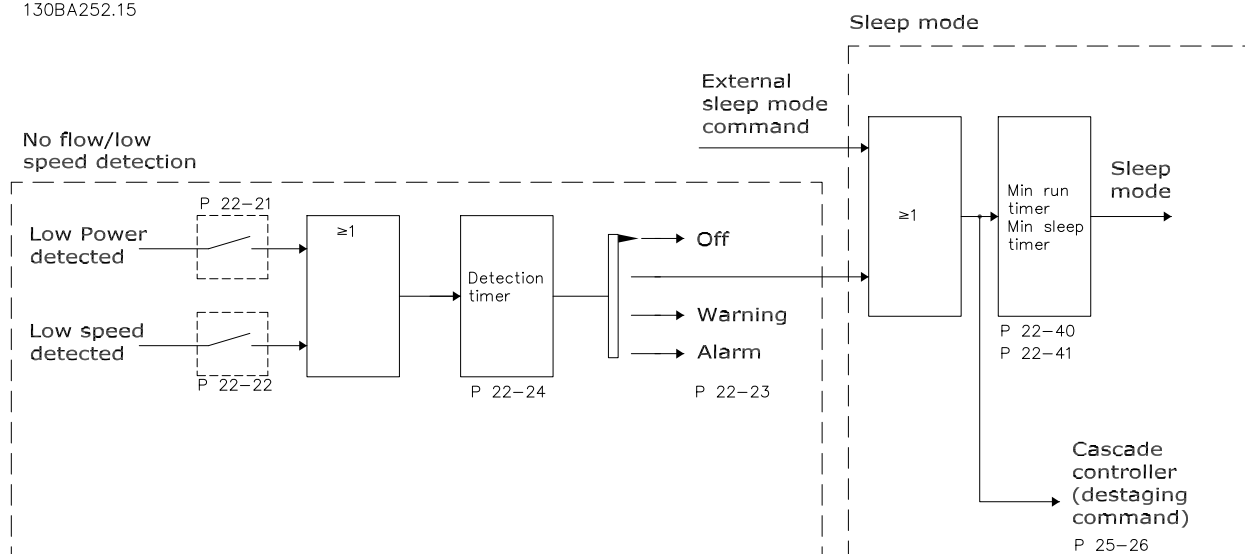 130BA252.15
Sleep mode
External
sleep mode
command
No flow/low
speed detection
P 22-21
Low Power
detected
≥1
Low speed
detected
P 22-22
Detection
timer
P 22-24
Off
Warning
Alarm
P 22-23
≥1
Min run
timer
Min sleep
timer
P 22-40
P 22-41
Sleep
mode
Cascade
controller
(destaging
command)
P 25-26